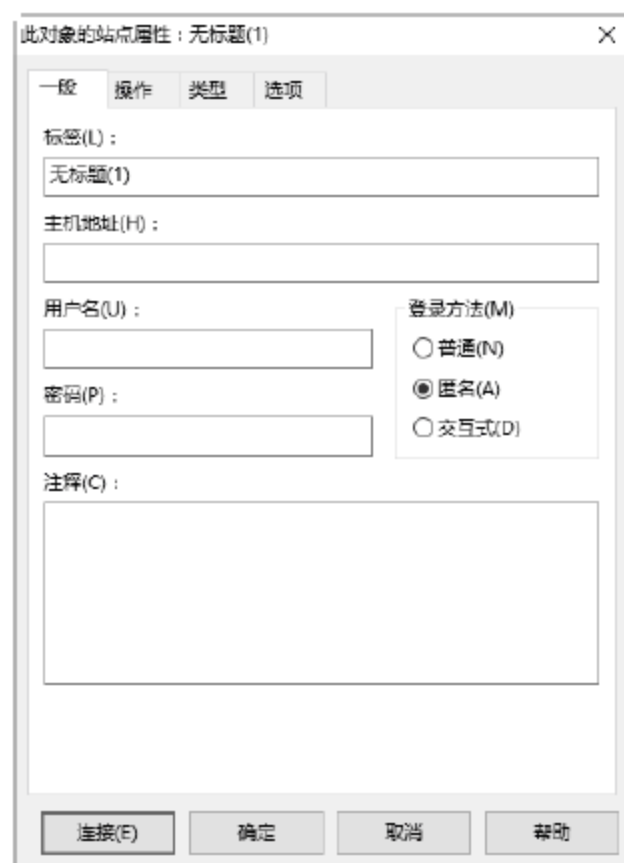 此对象的站点属性：无标题(1)
一般 操作 类型 选项
标签(L)：
无标题(1)
主机地址(H)：
用户名(U)：
登录方法(M)
普通(N)
匿名(A)
密码(P)：
交互式(D)
注释(C)：
连接(E) 确定 取消 帮助